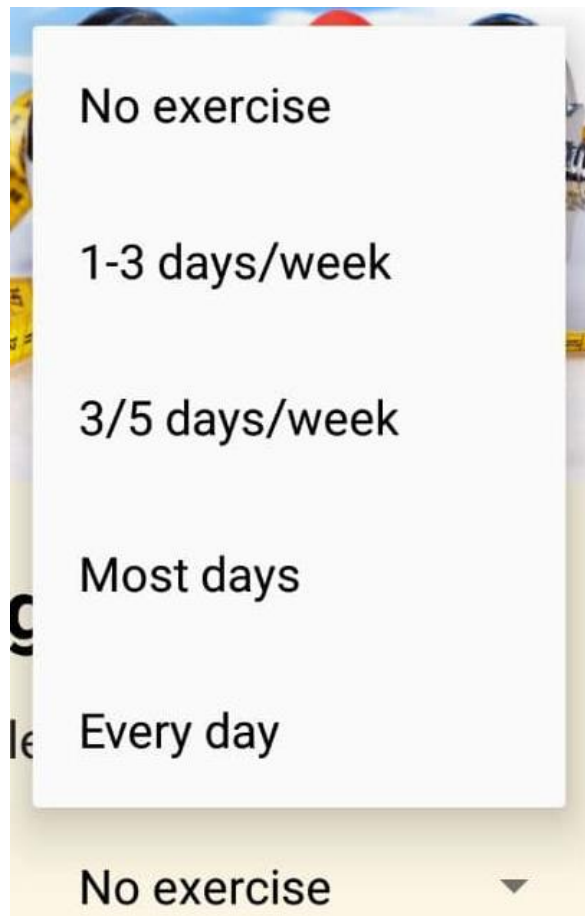 No exercise
1-3 days/week
3/5 days/week
Most days
Every day
No exercise